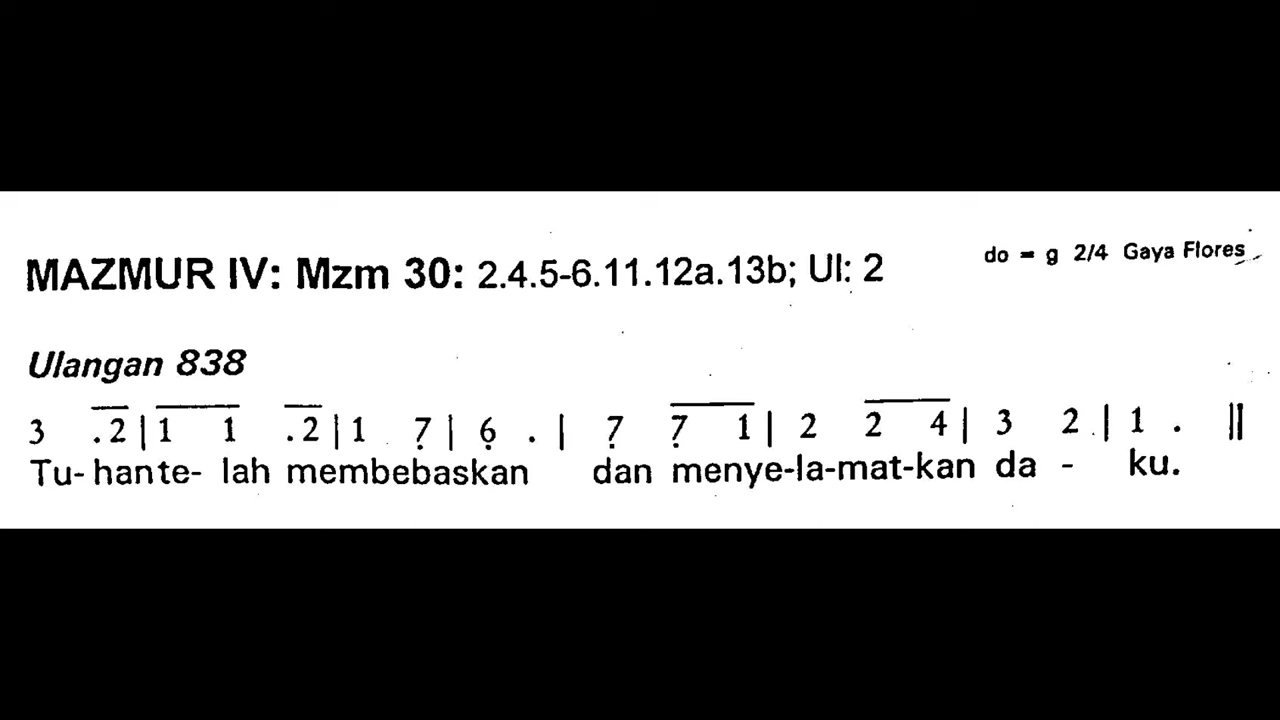 MAZMUR IV: Mzm 30: 2.4.5-6.11.12a.13b; Ul: 2
do = g 2/4 Gaya Flores
Ulangan 838
3 .2 | 1 1 .2 | 1 7̣ | 6̣ . | 7̣ 7̣ 1 | 2 2 4 | 3 2 | 1 . ||
Tu- hante- lah membebaskan dan menye-la-mat-kan da - ku.